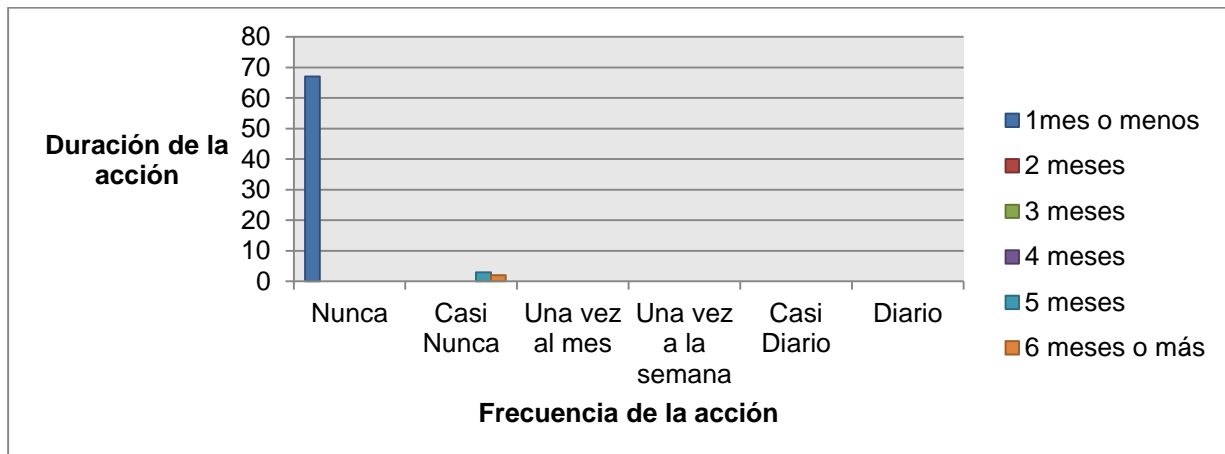 80
70
60
50
40
30
20
10
0
Duración de la
acción
Nunca
Casi
Nunca
Una vez
al mes
Una vez
a la
semana
Casi
Diario
Diario
Frecuencia de la acción
1mes o menos
2 meses
3 meses
4 meses
5 meses
6 meses o más